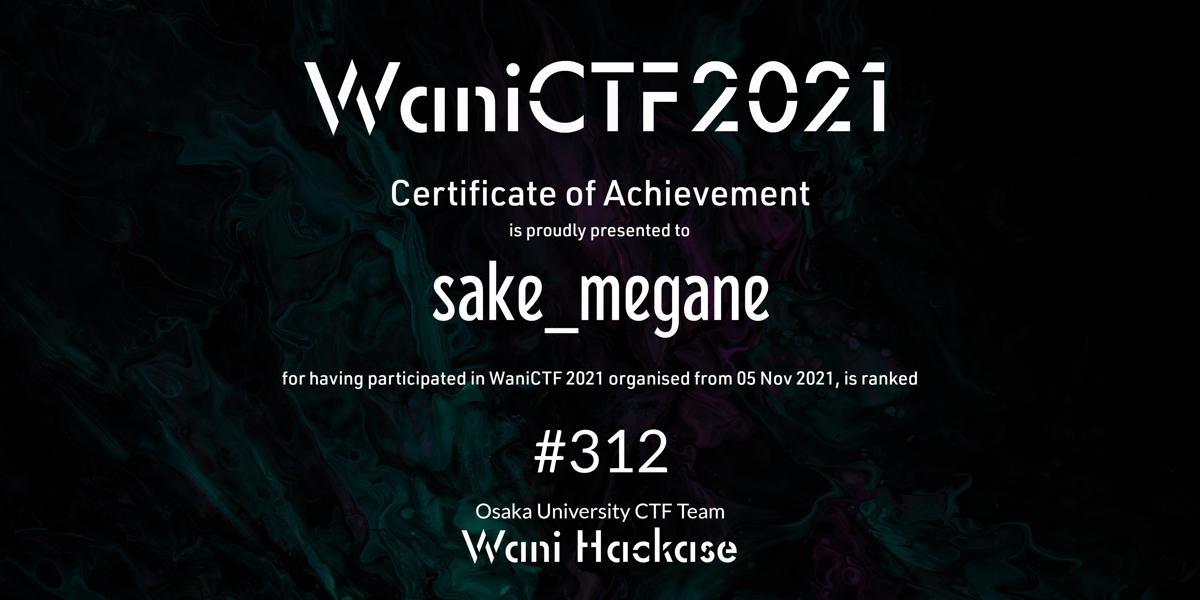 WaniCTF2021
Certificate of Achievement
is proudly presented to
sake_megane
for having participated in WaniCTF 2021 organised from 05 Nov 2021, is ranked
#312
Osaka University CTF Team
Wani Hackase